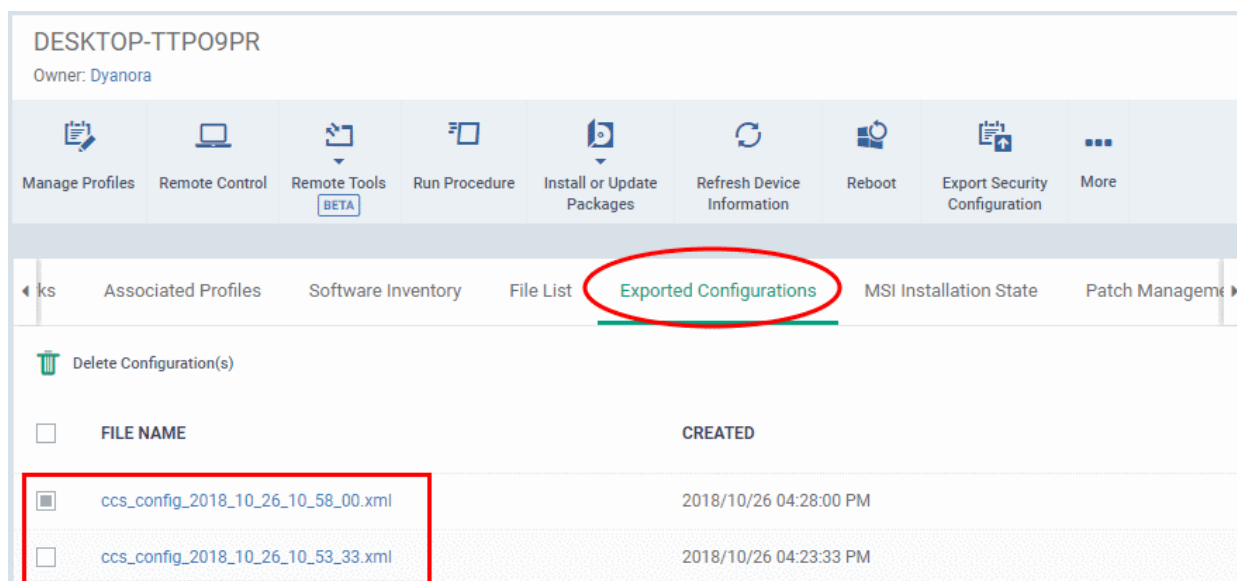 DESKTOP-TTPO9PR
Owner: Dyanora
Manage Profiles
Remote Control
Remote Tools
BETA
Run Procedure
Install or Update
Packages
Refresh Device
Information
Reboot
Export Security
Configuration
More
ks
Associated Profiles
Software Inventory
File List
Exported Configurations
MSI Installation State
Patch Manageme
Delete Configuration(s)
FILE NAME
CREATED
ccs_config_2018_10_26_10_58_00.xml
2018/10/26 04:28:00 PM
ccs_config_2018_10_26_10_53_33.xml
2018/10/26 04:23:33 PM